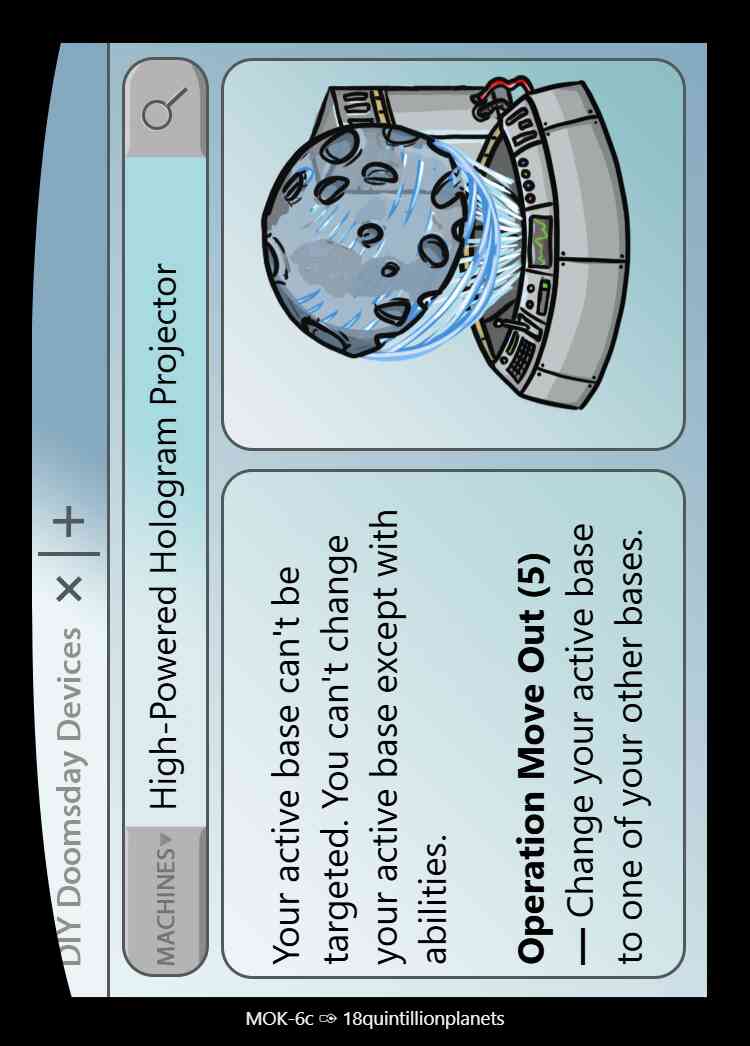 DIY Doomsday Devices × | +
MACHINES▾ High-Powered Hologram Projector
Your active base can't be
targeted. You can't change
your active base except with
abilities.
Operation Move Out (5)
— Change your active base
to one of your other bases.
MOK-6c ✑ 18quintillionplanets